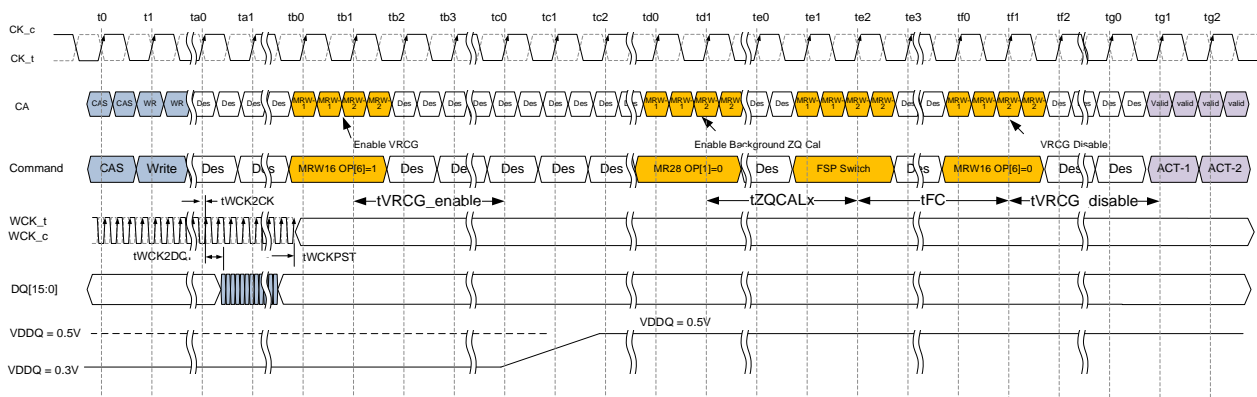 t0 t1 ta0 ta1 tb0 tb1 tb2 tb3 tc0 tc1 tc2 td0 td1 te0 te1 te2 te3 tf0 tf1 tf2 tg0 tg1 tg2
CK_c
CK_t
CA CAS CAS WR WR Des Des Des Des MRW-1 MRW-1 MRW-2 MRW-2 Des Des Des Des Des Des Des Des Des Des MRW-1 MRW-1 MRW-2 MRW-2 Des Des MRW-1 MRW-1 MRW-2 MRW-2 Des Des MRW-1 MRW-1 MRW-2 MRW-2 Des Des Des Des Valid valid valid valid
Enable VRCG Enable Background ZQ Cal VRCG Disable
Command CAS Write Des Des MRW16 OP[6]=1 Des Des Des Des Des MR28 OP[1]=0 Des FSP Switch Des MRW16 OP[6]=0 Des Des ACT-1 ACT-2
tWCK2CK tVRCG_enable tZQCALx tFC tVRCG_disable
WCK_t
WCK_c
tWCK2DQ tWCKPST
DQ[15:0]
VDDQ = 0.5V VDDQ = 0.5V
VDDQ = 0.3V